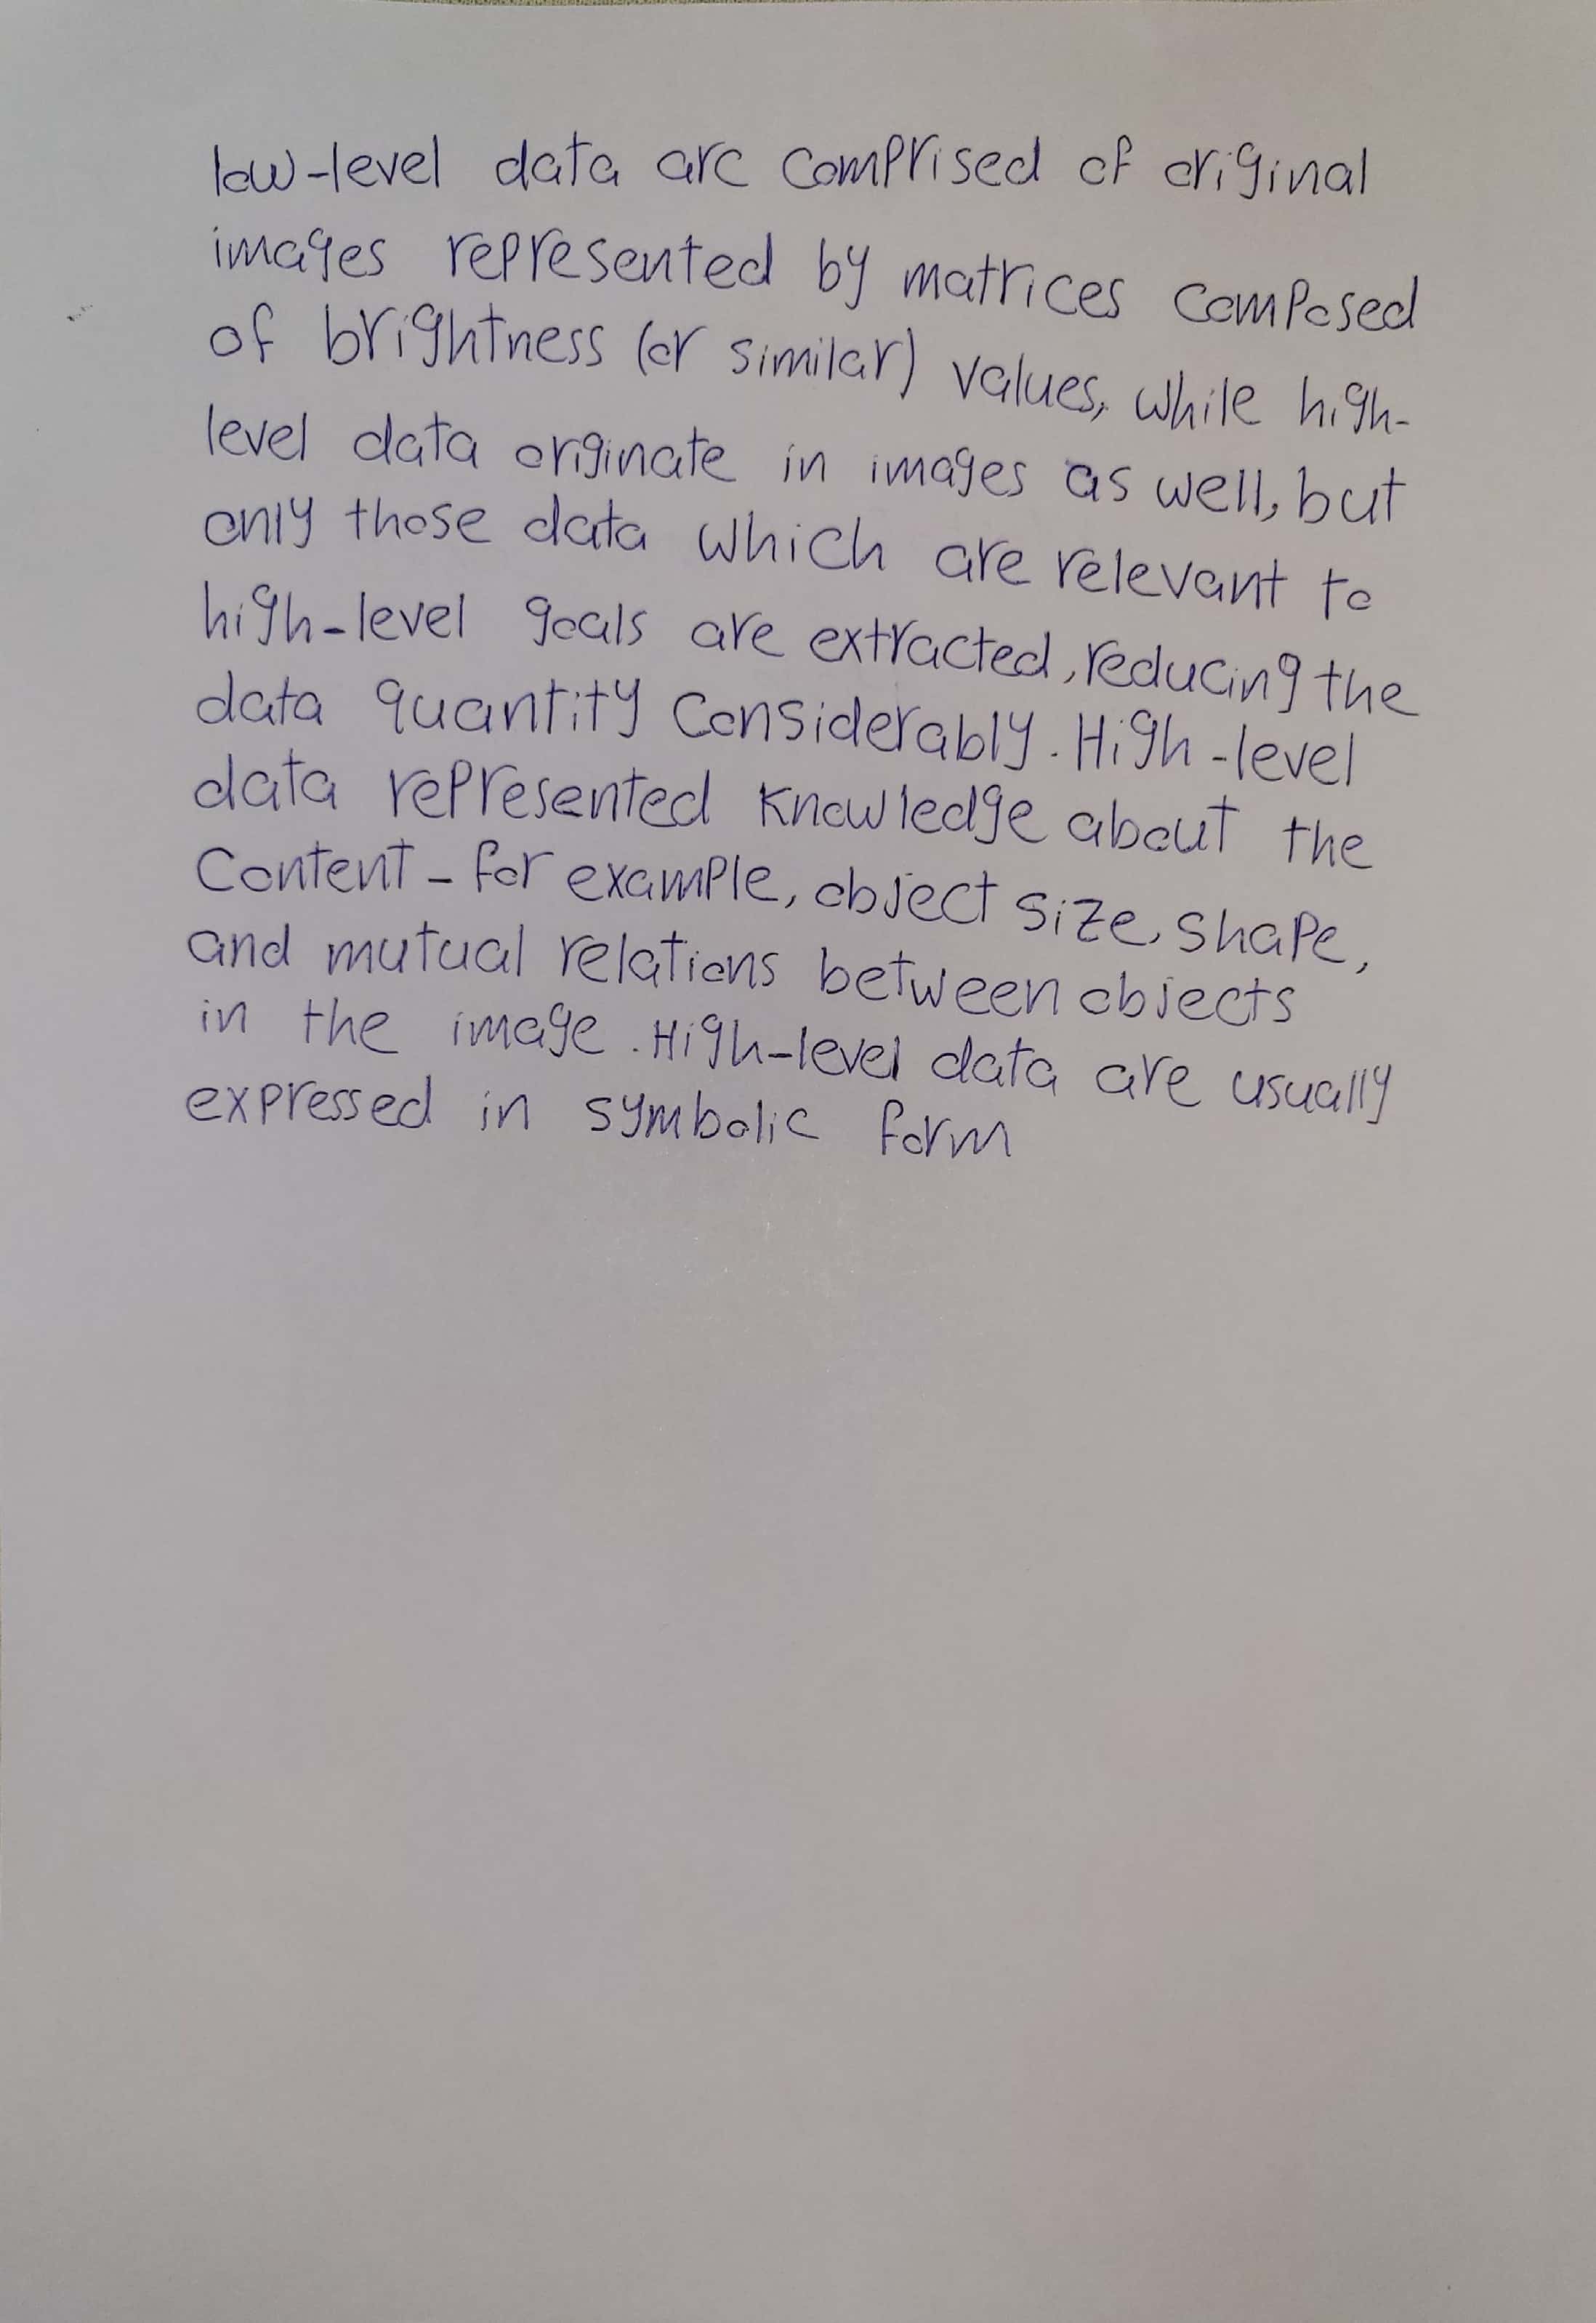 low-level data are comprised of original
images represented by matrices composed
of brightness (or similar) values, while high-
level data originate in images as well, but
only those data which are relevant to
high-level goals are extracted, reducing the
data quantity considerably. High-level
data represented knowledge about the
Content - for example, object size, shape,
and mutual relations between objects
in the image. High-level data are usually
expressed in symbolic form